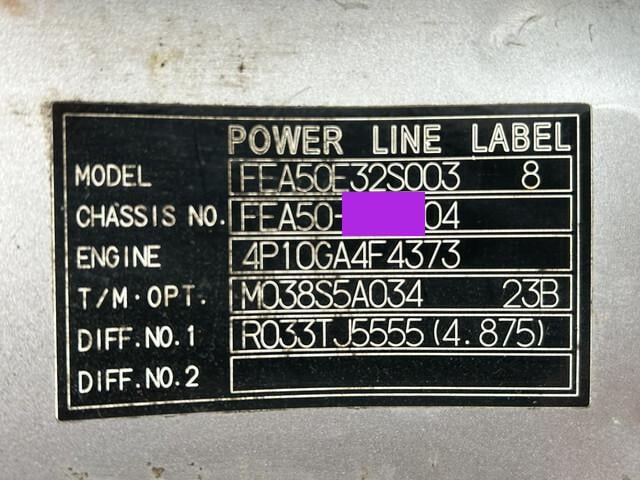 POWER LINE LABEL
MODEL FEA50E32S003 8
CHASSIS NO. FEA50- 04
ENGINE 4P10GA4F4373
T/M·OPT. M038S5A034 23B
DIFF.NO.1 R033TJ5555(4.875)
DIFF.NO.2